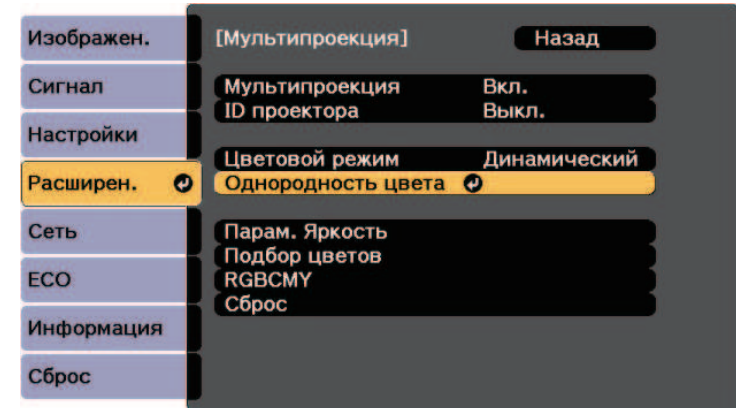 Изображен.
Сигнал
Настройки
Расширен.
Сеть
ECO
Информация
Сброс
[Мультипроекция] Назад
Мультипроекция Вкл.
ID проектора Выкл.
Цветовой режим Динамический
Однородность цвета
Парам. Яркость
Подбор цветов
RGBCMY
Сброс